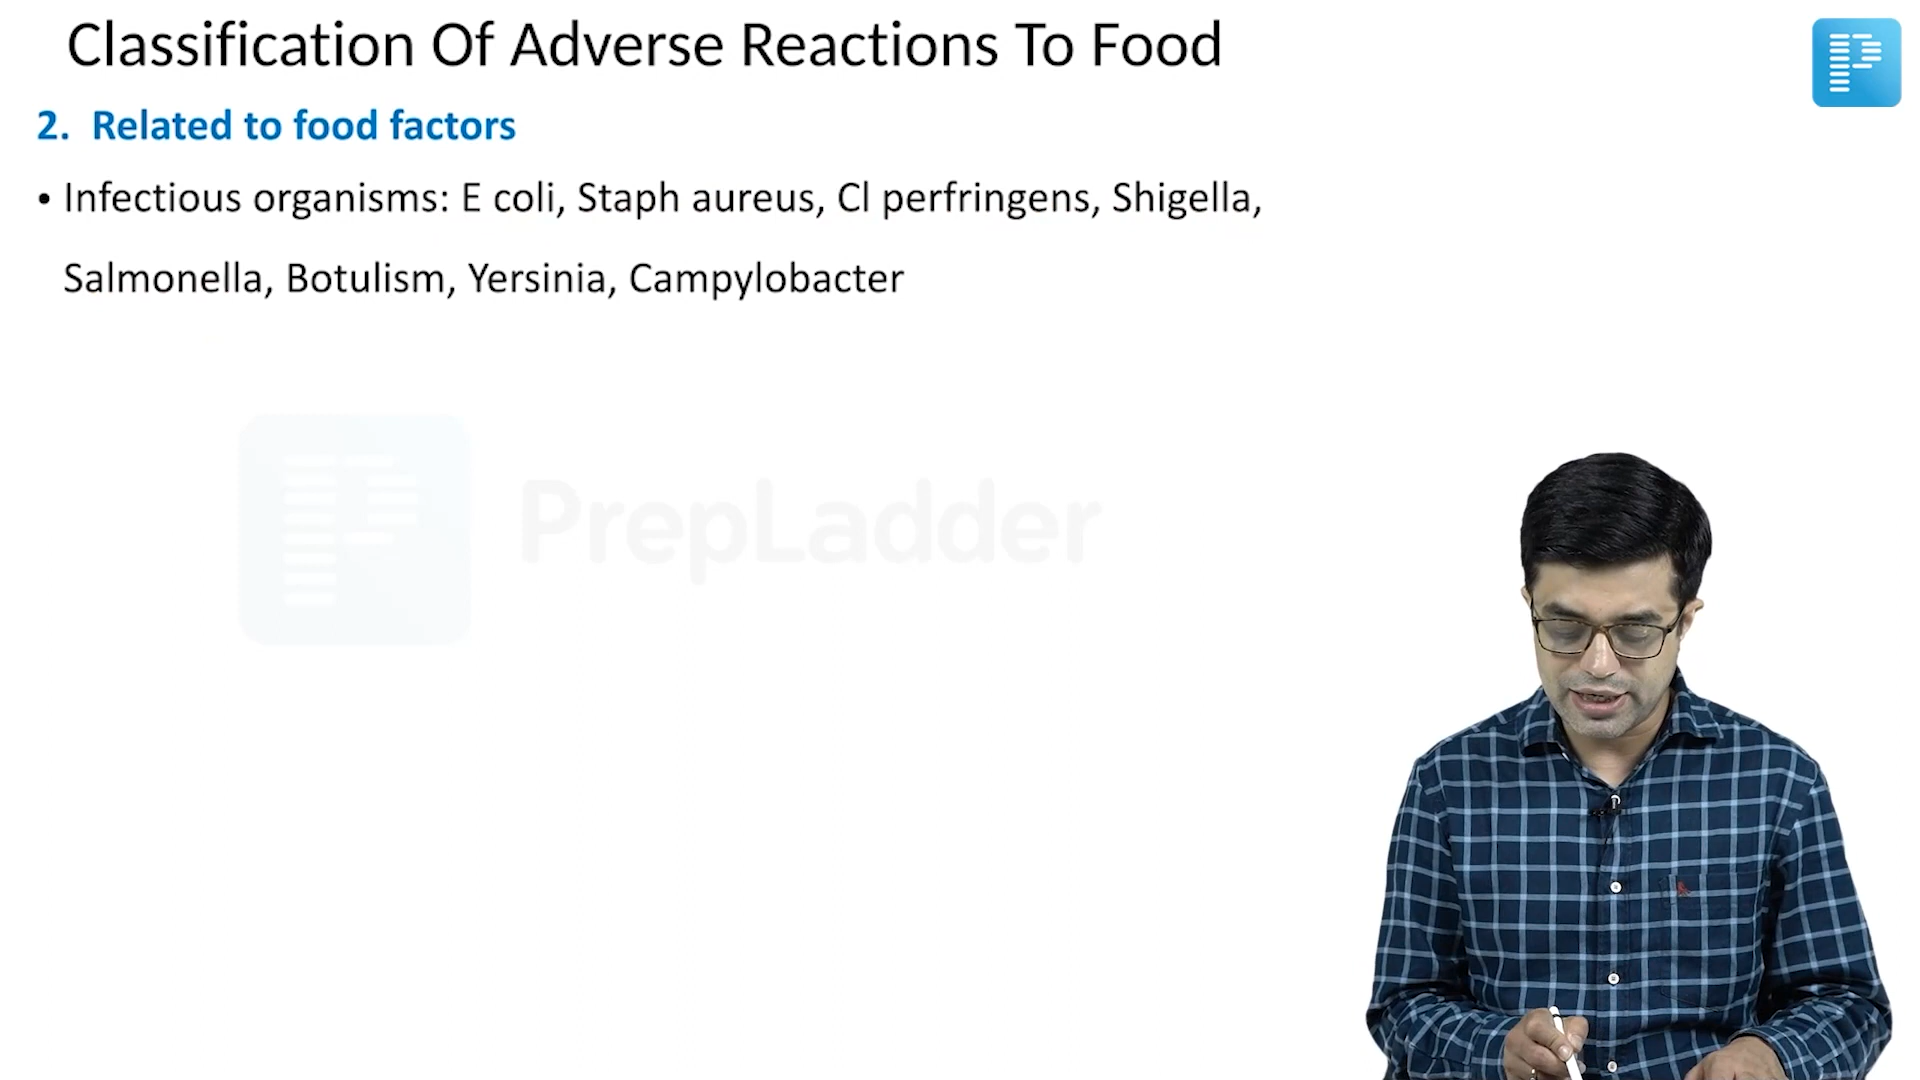 Classification Of Adverse Reactions To Food
2. Related to food factors
• Infectious organisms: E coli, Staph aureus, Cl perfringens, Shigella,
Salmonella, Botulism, Yersinia, Campylobacter
PrepLadder